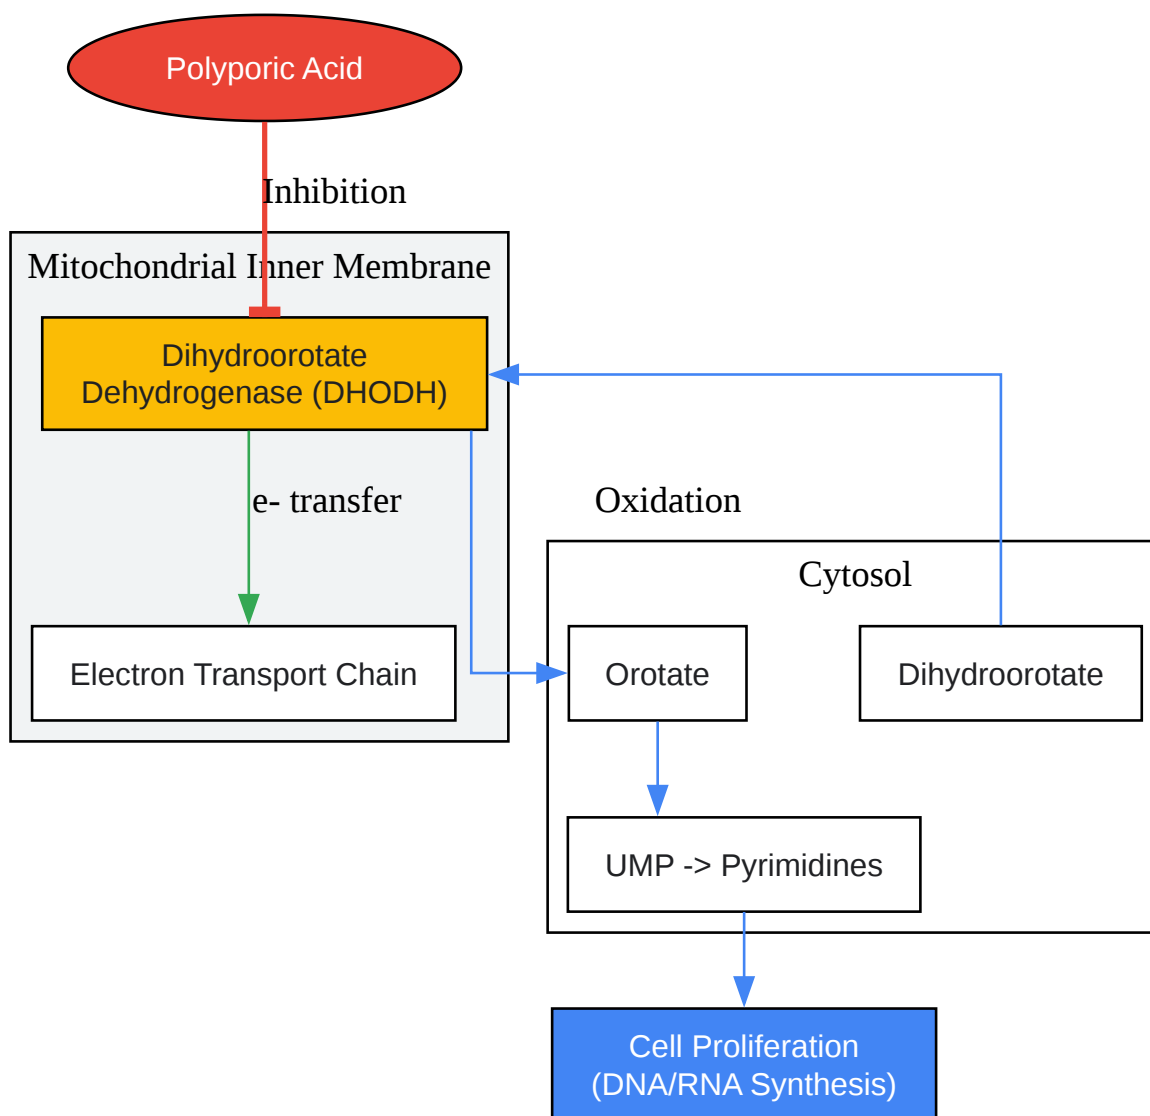 Polyporic Acid
Inhibition
Mitochondrial Inner Membrane
Dihydroorotate
Dehydrogenase (DHODH)
e- transfer
Oxidation
Cytosol
Electron Transport Chain
Orotate
Dihydroorotate
UMP -> Pyrimidines
Cell Proliferation
(DNA/RNA Synthesis)